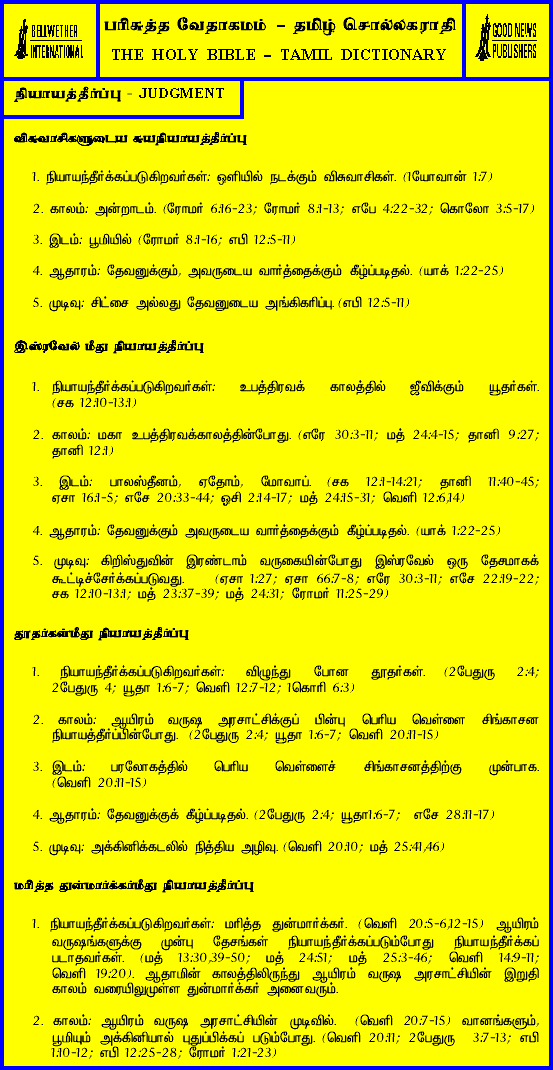 BELLWETHER
INTERNATIONAL
பரிசுத்த வேதாகமம் – தமிழ் சொல்லகராதி
THE HOLY BIBLE – TAMIL DICTIONARY
GOOD NEWS
PUBLISHERS
நியாயத்தீர்ப்பு - JUDGMENT
விசுவாசிகளுடைய சுயநியாயத்தீர்ப்பு
1. நியாயந்தீர்க்கப்படுகிறவர்கள்: ஒளியில் நடக்கும் விசுவாசிகள். (1யோவான் 1:7)
2. காலம்: அன்றாடம். (ரோமர் 6:16-23; ரோமர் 8:1-13; எபே 4:22-32; கொலோ 3:5-17)
3. இடம்: பூமியில் (ரோமர் 8:1-16; எபி 12:5-11)
4. ஆதாரம்: தேவனுக்கும், அவருடைய வார்த்தைக்கும் கீழ்ப்படிதல். (யாக் 1:22-25)
5. முடிவு: சிட்சை அல்லது தேவனுடைய அங்கிகரிப்பு. (எபி 12:5-11)
இஸ்ரவேல் மீது நியாயத்தீர்ப்பு
1. நியாயந்தீர்க்கப்படுகிறவர்கள்: உபத்திரவக் காலத்தில் ஜீவிக்கும் யூதர்கள்.
(சக 12:10-13:1)
2. காலம்: மகா உபத்திரவக்காலத்தின்போது. (எரே 30:3-11; மத் 24:4-15; தானி 9:27;
தானி 12:1)
3. இடம்: பாலஸ்தீனம், ஏதோம், மோவாப். (சக 12:1-14:21; தானி 11:40-45;
ஏசா 16:1-5; எசே 20:33-44; ஓசி 2:14-17; மத் 24:15-31; வெளி 12:6,14)
4. ஆதாரம்: தேவனுக்கும் அவருடைய வார்த்தைக்கும் கீழ்ப்படிதல். (யாக் 1:22-25)
5. முடிவு: கிறிஸ்துவின் இரண்டாம் வருகையின்போது இஸ்ரவேல் ஒரு தேசமாகக்
கூட்டிச்சேர்க்கப்படுவது. (ஏசா 1:27; ஏசா 66:7-8; எரே 30:3-11; எசே 22:19-22;
சக 12:10-13:1; மத் 23:37-39; மத் 24:31; ரோமர் 11:25-29)
தூதர்கள்மீது நியாயத்தீர்ப்பு
1. நியாயந்தீர்க்கப்படுகிறவர்கள்: விழுந்து போன தூதர்கள். (2பேதுரு 2:4;
2பேதுரு 4; யூதா 1:6-7; வெளி 12:7-12; 1கொரி 6:3)
2. காலம்: ஆயிரம் வருஷ அரசாட்சிக்குப் பின்பு பெரிய வெள்ளை சிங்காசன
நியாயத்தீர்ப்பின்போது. (2பேதுரு 2:4; யூதா 1:6-7; வெளி 20:11-15)
3. இடம்: பரலோகத்தில் பெரிய வெள்ளைச் சிங்காசனத்திற்கு முன்பாக.
(வெளி 20:11-15)
4. ஆதாரம்: தேவனுக்குக் கீழ்ப்படிதல். (2பேதுரு 2:4; யூதா1:6-7; எசே 28:11-17)
5. முடிவு: அக்கினிக்கடலில் நித்திய அழிவு. (வெளி 20:10; மத் 25:41,46)
மரித்த துன்மார்க்கர்மீது நியாயத்தீர்ப்பு
1. நியாயந்தீர்க்கப்படுகிறவர்கள்: மரித்த துன்மார்க்கர். (வெளி 20:5-6,12-15) ஆயிரம்
வருஷங்களுக்கு முன்பு தேசங்கள் நியாயந்தீர்க்கப்படும்போது நியாயந்தீர்க்கப்
படாதவர்கள். (மத் 13:30,39-50; மத் 24:51; மத் 25:3-46; வெளி 14:9-11;
வெளி 19:20). ஆதாமின் காலத்திலிருந்து ஆயிரம் வருஷ அரசாட்சியின் இறுதி
காலம் வரையிலுமுள்ள துன்மார்க்கர் அனைவரும்.
2. காலம்: ஆயிரம் வருஷ அரசாட்சியின் முடிவில். (வெளி 20:7-15) வானங்களும்,
பூமியும் அக்கினியால் புதுப்பிக்கப் படும்போது. (வெளி 20:11; 2பேதுரு 3:7-13; எபி
1:10-12; எபி 12:25-28; ரோமர் 1:21-23)